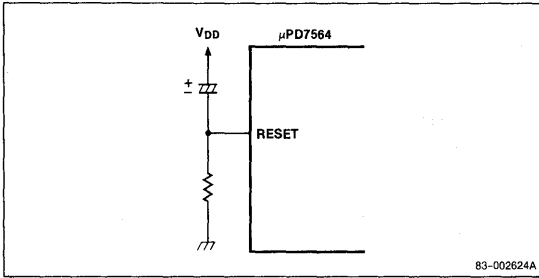 VDD
μPD7564
+
−
RESET
83-002624A